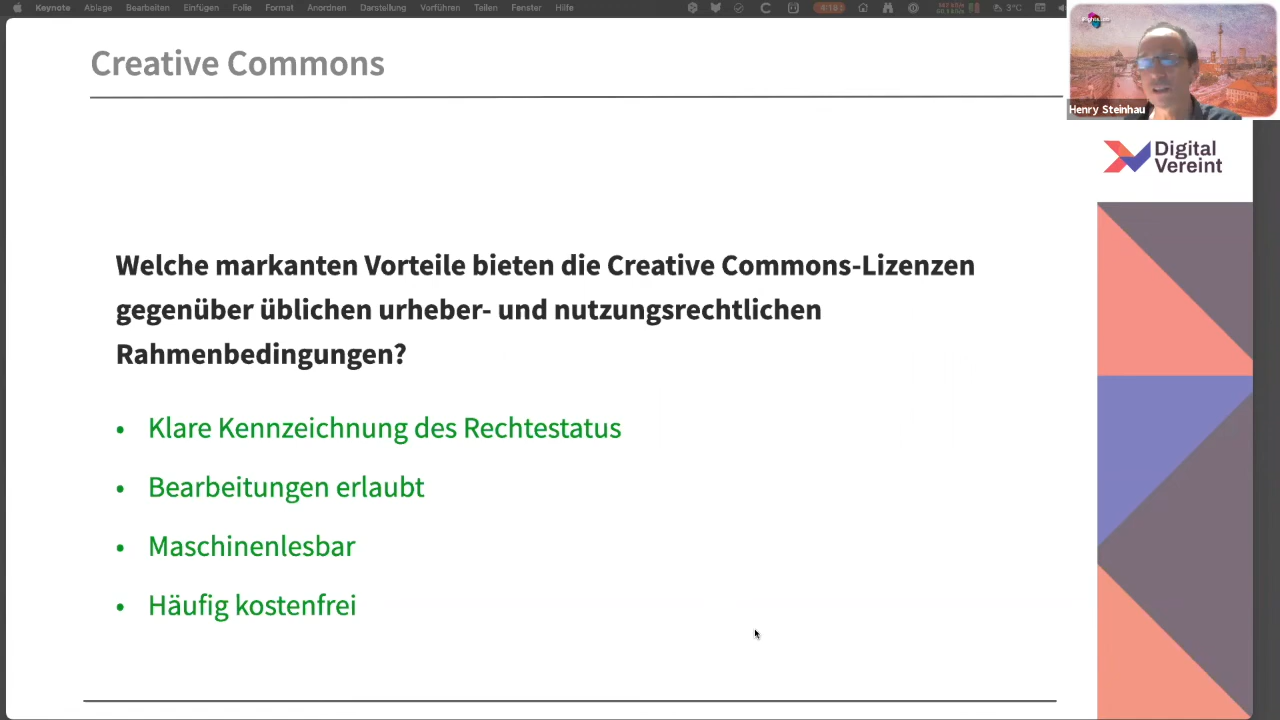 Keynote Ablage Bearbeiten Einfügen Folie Format Anordnen Darstellung Vorführen Teilen Fenster Hilfe
3°C
Creative Commons
Henry Steinhau
Digital
Vereint
Welche markanten Vorteile bieten die Creative Commons-Lizenzen
gegenüber üblichen urheber- und nutzungsrechtlichen
Rahmenbedingungen?
• Klare Kennzeichnung des Rechtestatus
• Bearbeitungen erlaubt
• Maschinenlesbar
• Häufig kostenfrei